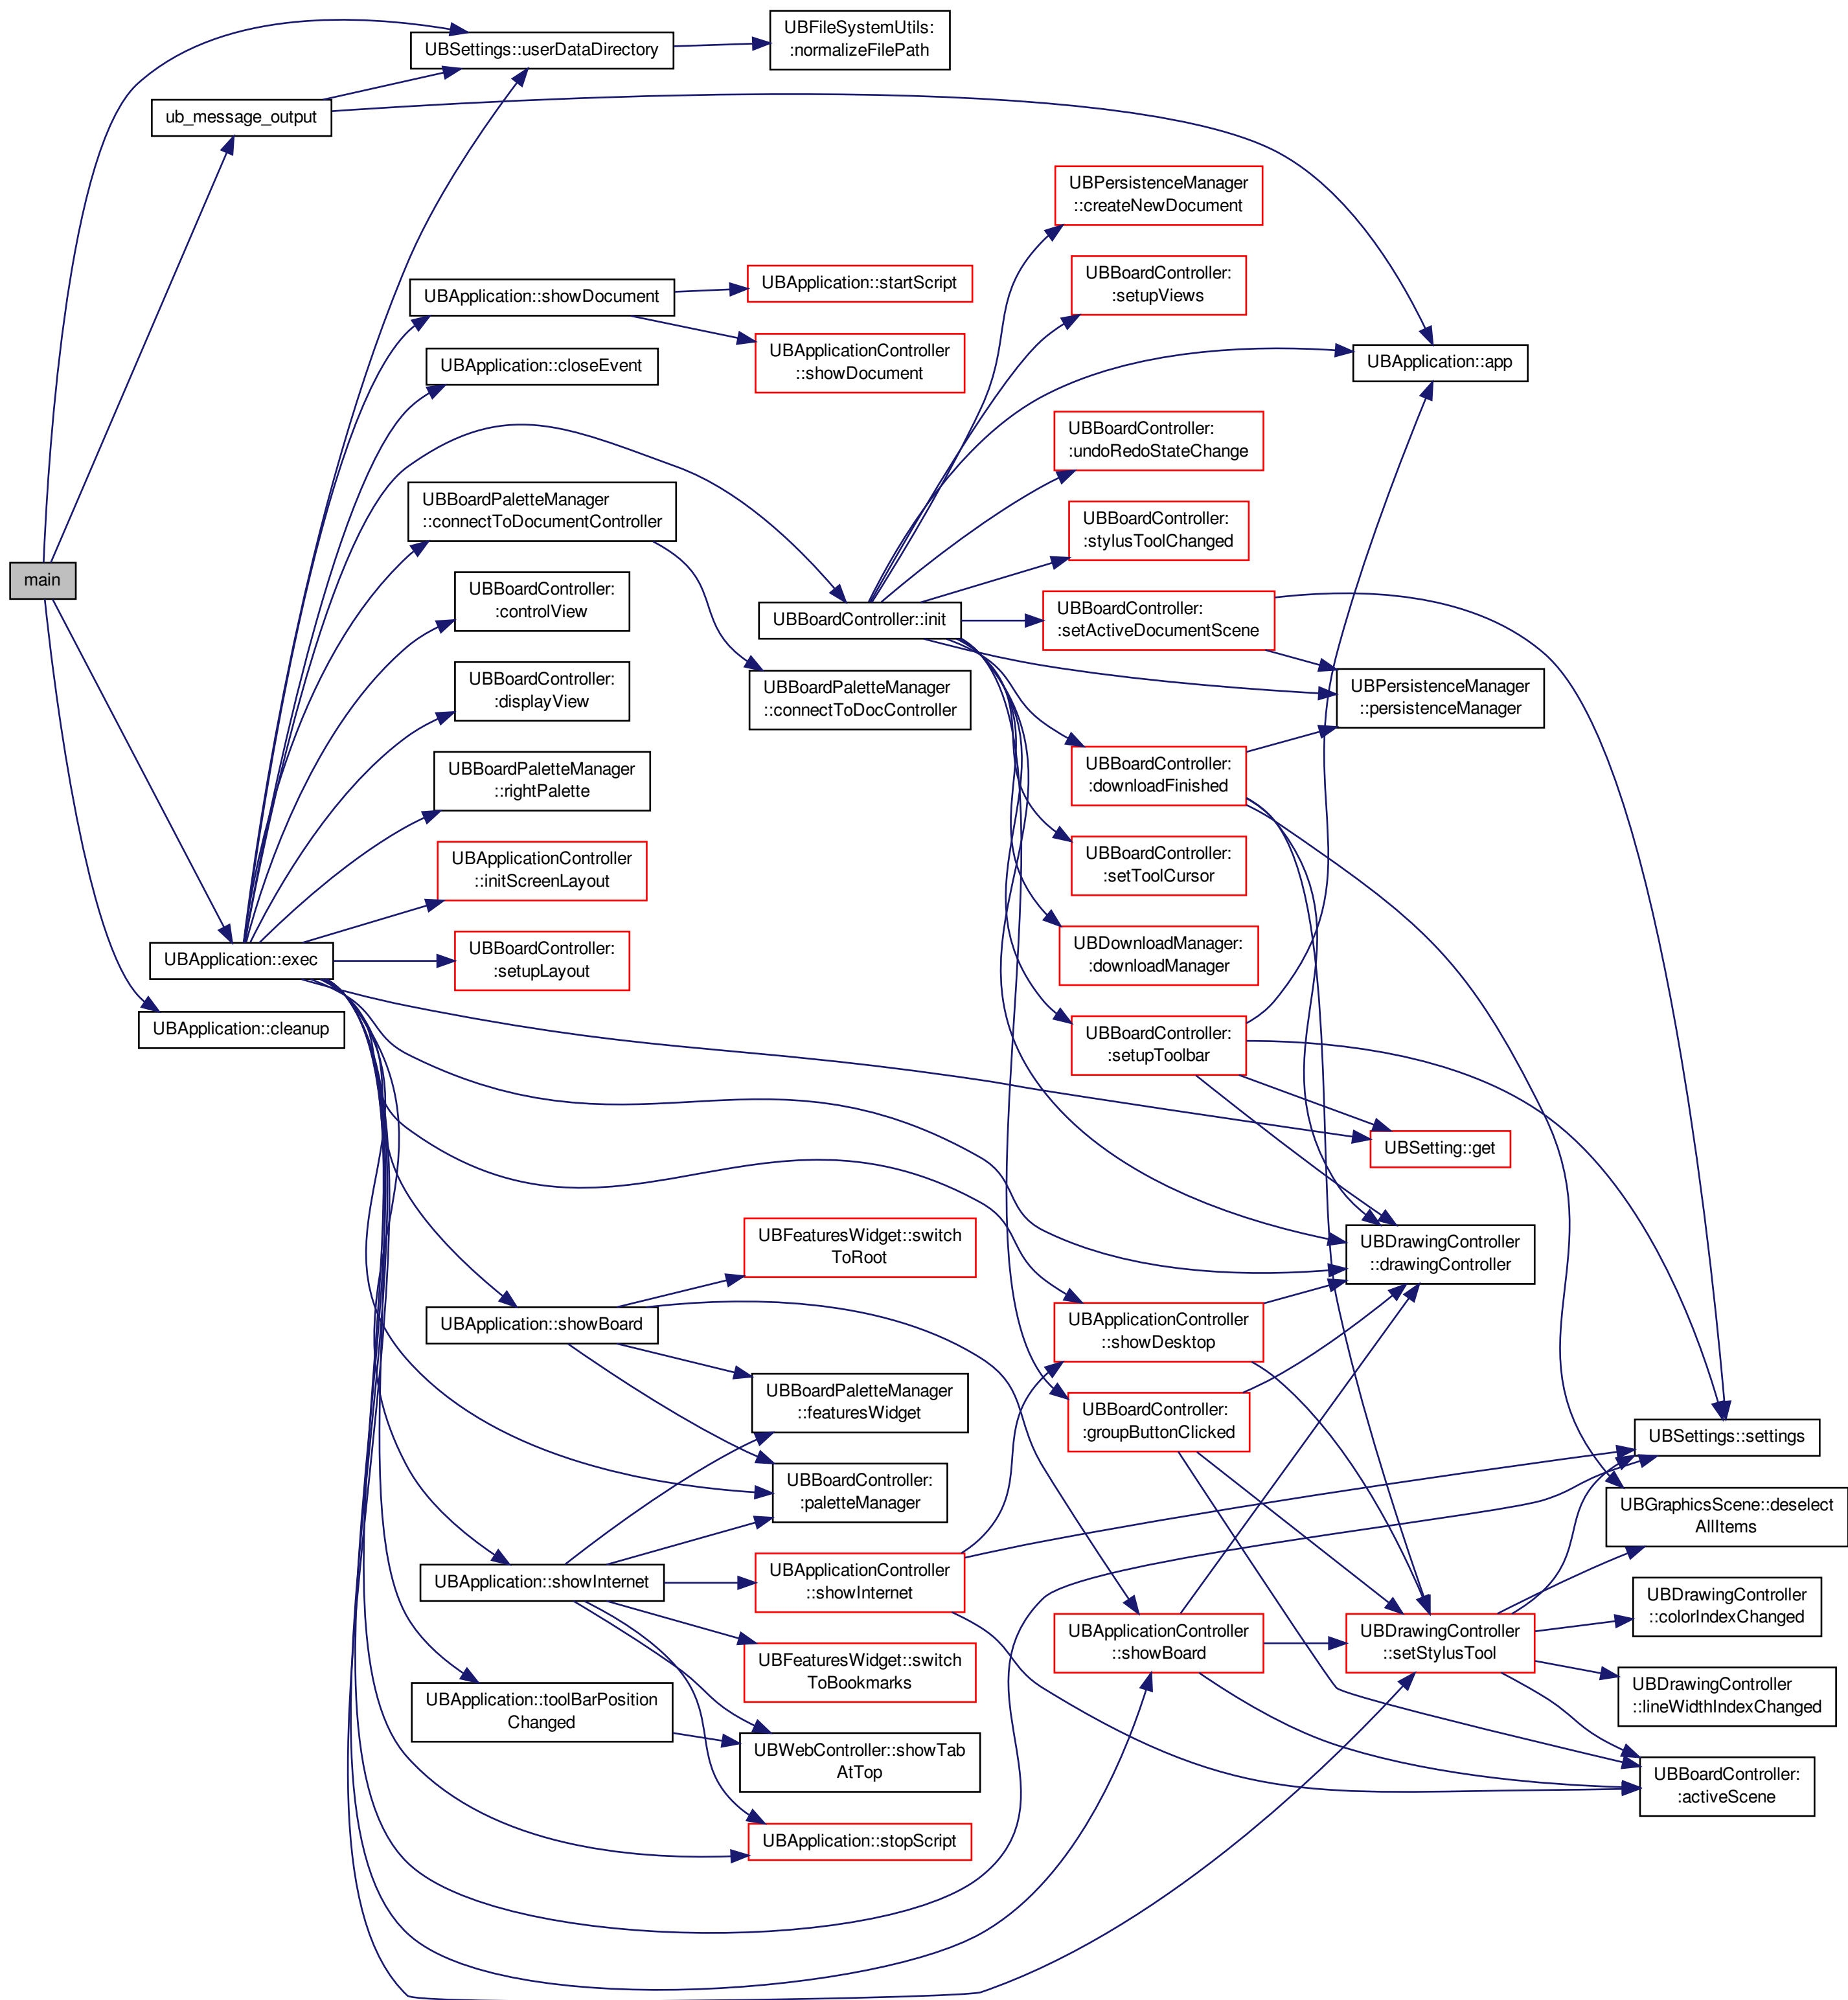 UBFileSystemUtils:
:normalizeFilePath
UBSettings::userDataDirectory
ub_message_output
UBPersistenceManager
::createNewDocument
UBApplication::startScript
UBBoardController:
:setupViews
UBApplication::showDocument
UBApplicationController
::showDocument
UBApplication::closeEvent
UBApplication::app
UBBoardController:
:undoRedoStateChange
UBBoardPaletteManager
::connectToDocumentController
UBBoardController:
:stylusToolChanged
main
UBBoardController:
:controlView
UBBoardController::init
UBBoardController:
:setActiveDocumentScene
UBBoardController:
:displayView
UBBoardPaletteManager
::connectToDocController
UBPersistenceManager
::persistenceManager
UBBoardPaletteManager
::rightPalette
UBBoardController:
:downloadFinished
UBApplicationController
::initScreenLayout
UBBoardController:
:setToolCursor
UBApplication::exec
UBBoardController:
:setupLayout
UBDownloadManager:
:downloadManager
UBApplication::cleanup
UBBoardController:
:setupToolbar
UBSetting::get
UBFeaturesWidget::switch
ToRoot
UBDrawingController
::drawingController
UBApplication::showBoard
UBApplicationController
::showDesktop
UBBoardPaletteManager
::featuresWidget
UBBoardController:
:groupButtonClicked
UBSettings::settings
UBBoardController:
:paletteManager
UBGraphicsScene::deselect
AllItems
UBApplication::showInternet
UBApplicationController
::showInternet
UBDrawingController
::colorIndexChanged
UBApplicationController
::showBoard
UBDrawingController
::setStylusTool
UBFeaturesWidget::switch
ToBookmarks
UBDrawingController
::lineWidthIndexChanged
UBApplication::toolBarPosition
Changed
UBWebController::showTab
AtTop
UBBoardController:
:activeScene
UBApplication::stopScript